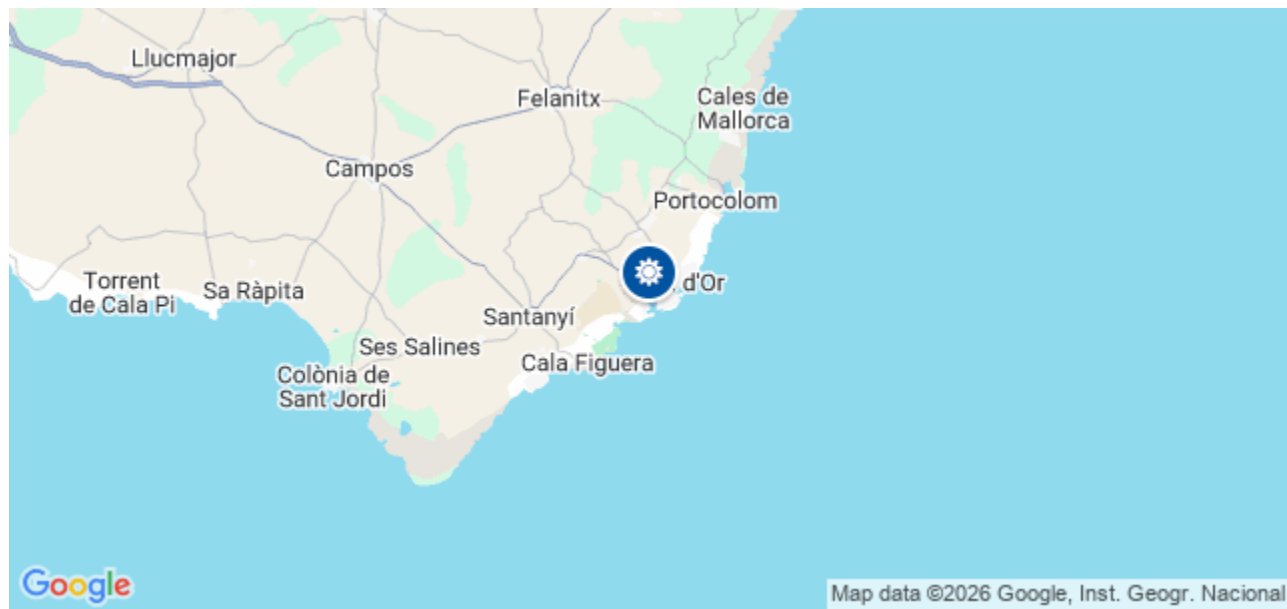 Llucmajor
Felanitx
Cales de
Mallorca
Campos
Portocolom
Torrent
de Cala Pi
Sa Ràpita
d'Or
Santanyí
Ses Salines
Cala Figuera
Colònia de
Sant Jordi
Google
Map data ©2026 Google, Inst. Geogr. Nacional